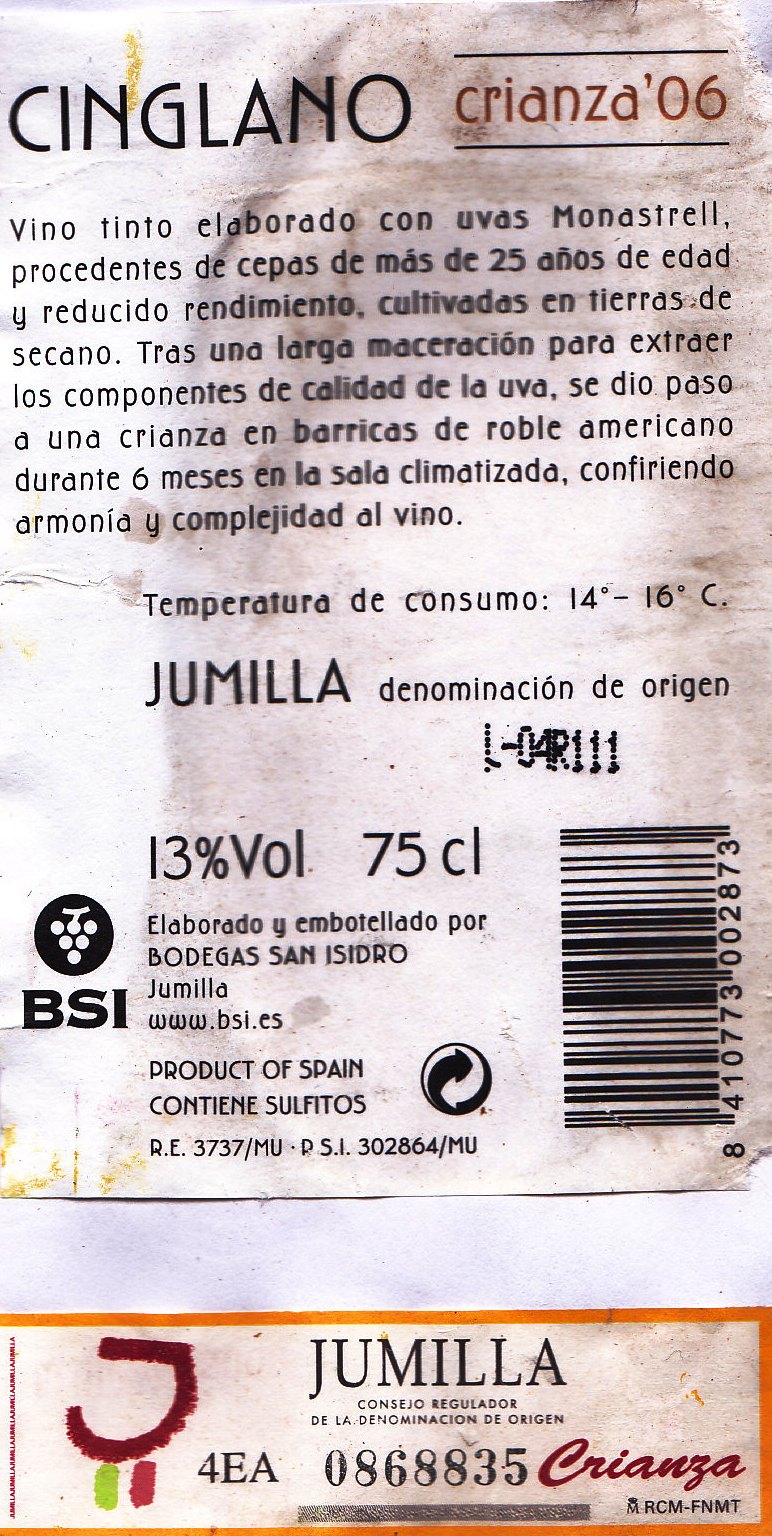 CINGLANO crianza'06
Vino tinto elaborado con uvas Monastrell,
procedentes de cepas de más de 25 años de edad
y reducido rendimiento, cultivadas en tierras de
secano. Tras una larga maceración para extraer
los componentes de calidad de la uva, se dio paso
a una crianza en barricas de roble americano
durante 6 meses en la sala climatizada, confiriendo
armonía y complejidad al vino.
Temperatura de consumo: 14°- 16° C.
JUMILLA denominación de origen
L-04R111
13%Vol 75 cl
Elaborado y embotellado por
BODEGAS SAN ISIDRO
Jumilla
www.bsi.es
BSI
PRODUCT OF SPAIN
CONTIENE SULFITOS
R.E. 3737/MU · P S.I. 302864/MU
8 410773 002873
JUMILLA
CONSEJO REGULADOR
DE LA DENOMINACION DE ORIGEN
4EA 0868835 Crianza
RCM-FNMT